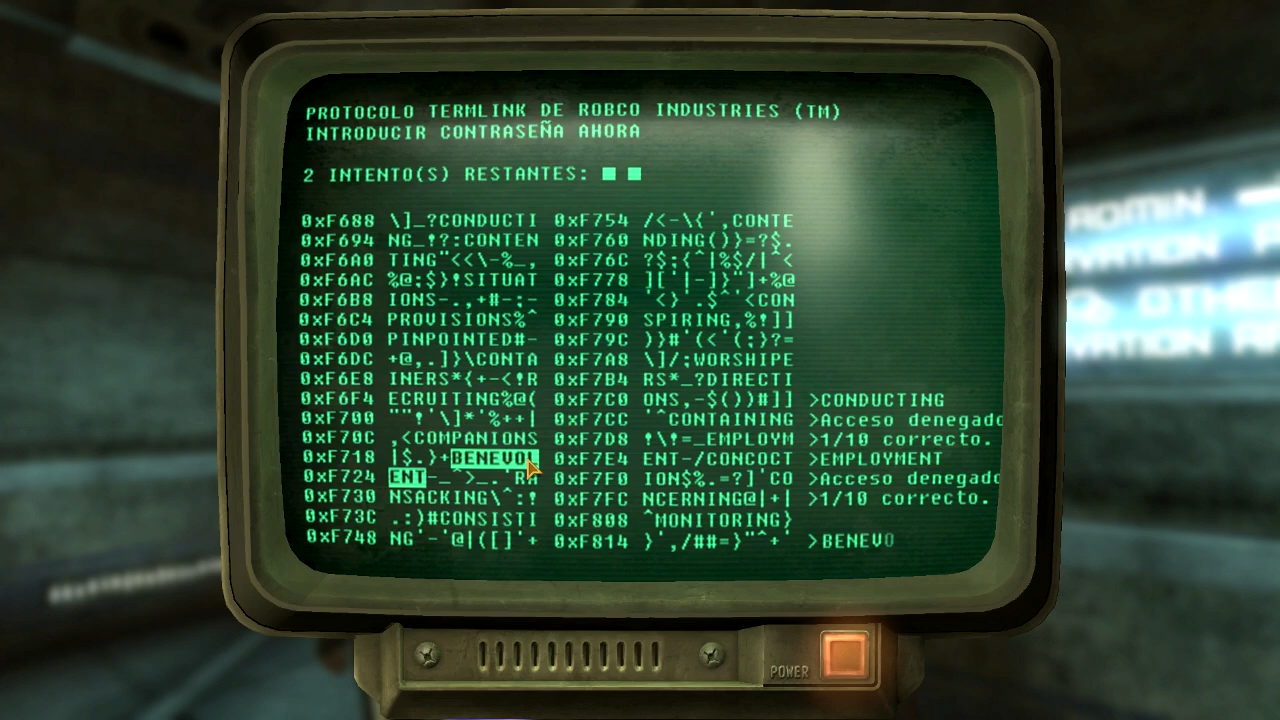 PROTOCOLO TERMLINK DE ROBCO INDUSTRIES (TM)
INTRODUCIR CONTRASEÑA AHORA
2 INTENTO(S) RESTANTES: ■ ■
0xF688 \]_?CONDUCTI 0xF754 /<-\{',CONTE
0xF694 NG_!?:CONTEN 0xF760 NDING()}=?$.
0xF6A0 TING"<<\-%_, 0xF76C ?$;{^|%$/|^<
0xF6AC %@;$}!SITUAT 0xF778 ]['|-]}"]+%@
0xF6B8 IONS-.,+#-;- 0xF784 '<}'.$^'<CON
0xF6C4 PROVISIONS%^ 0xF790 SPIRING,%!]]
0xF6D0 PINPOINTED#- 0xF79C )}#'(<'(;}?=
0xF6DC +@,.]}\CONTA 0xF7A8 \]/;WORSHIPE
0xF6E8 INERS*{+-<!R 0xF7B4 RS*_?DIRECTI
0xF6F4 ECRUITING%@( 0xF7C0 ONS,-$())#]] >CONDUCTING
0xF700 ""!'\]*'%++| 0xF7CC '^CONTAINING >Acceso denegado
0xF70C ,<COMPANIONS 0xF7D8 !\!=_EMPLOYM >1/10 correcto.
0xF718 |$.}+BENEVOL 0xF7E4 ENT-/CONCOCT >EMPLOYMENT
0xF724 ENT-_^>_.'RA 0xF7F0 ION$%.=?]'CO >Acceso denegado
0xF730 NSACKING\^:! 0xF7FC NCERNING@|+| >1/10 correcto.
0xF73C .:)#CONSISTI 0xF808 ^MONITORING}
0xF748 NG'-'@|([]'+ 0xF814 }',/##=}"^+' >BENEVO
POWER